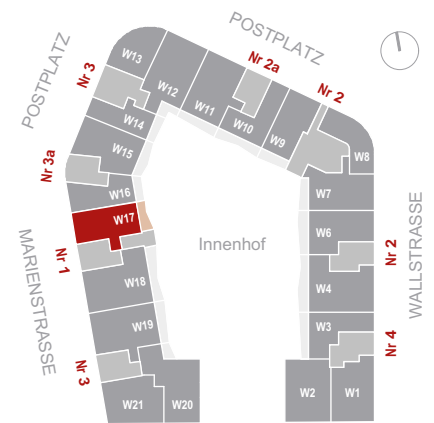 POSTPLATZ
Nr 2a
Nr 2
POSTPLATZ
Nr 3
W13
W12
W11
W10
W9
W8
W14
W15
Nr 3a
W16
W17
W7
W6
Innenhof
Nr 2
WALLSTRASSE
Nr 1
MARIENSTRASSE
W18
W4
W19
W3
Nr 4
Nr 3
W21
W20
W2
W1